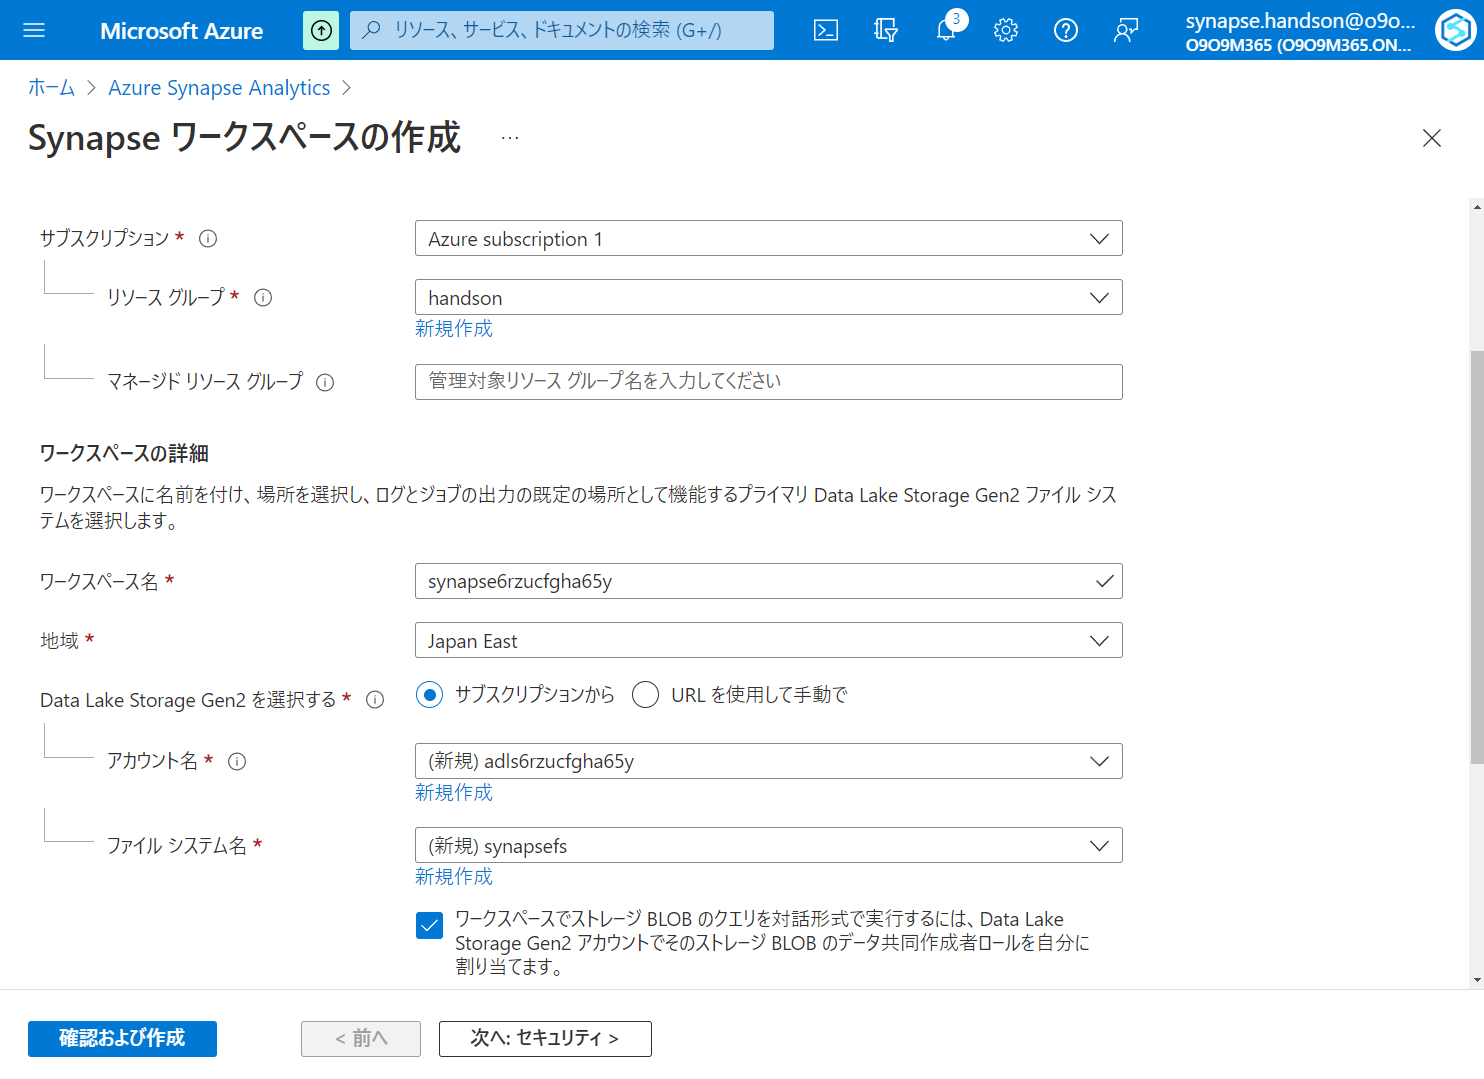 Microsoft Azure
リソース、サービス、ドキュメントの検索 (G+/)
3
synapse.handson@o9o...
O9O9M365 (O9O9M365.ON...
ホーム > Azure Synapse Analytics >
Synapse ワークスペースの作成 ...
サブスクリプション *
Azure subscription 1
リソース グループ *
handson
新規作成
マネージド リソース グループ
管理対象リソース グループ名を入力してください
ワークスペースの詳細
ワークスペースに名前を付け、場所を選択し、ログとジョブの出力の既定の場所として機能するプライマリ Data Lake Storage Gen2 ファイル シス
テムを選択します。
ワークスペース名 *
synapse6rzucfgha65y
地域 *
Japan East
Data Lake Storage Gen2 を選択する *
サブスクリプションから URL を使用して手動で
アカウント名 *
(新規) adls6rzucfgha65y
新規作成
ファイル システム名 *
(新規) synapsefs
新規作成
ワークスペースでストレージ BLOB のクエリを対話形式で実行するには、Data Lake
Storage Gen2 アカウントでそのストレージ BLOB のデータ共同作成者ロールを自分に
割り当てます。
確認および作成
< 前へ
次へ: セキュリティ >